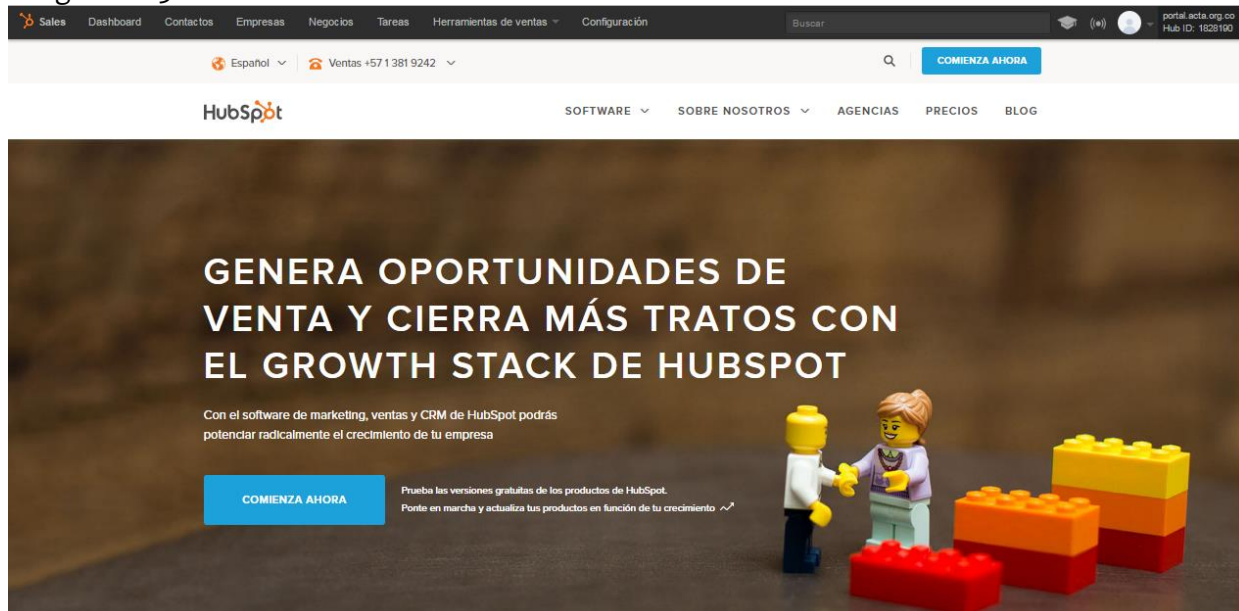 Sales Dashboard Contactos Empresas Negocios Tareas Herramientas de ventas Configuración Buscar portal.acta.org.co
Hub ID: 1828190
Español Ventas +57 1 381 9242 COMIENZA AHORA
HubSpot SOFTWARE SOBRE NOSOTROS AGENCIAS PRECIOS BLOG
GENERA OPORTUNIDADES DE
VENTA Y CIERRA MÁS TRATOS CON
EL GROWTH STACK DE HUBSPOT
Con el software de marketing, ventas y CRM de HubSpot podrás
potenciar radicalmente el crecimiento de tu empresa
COMIENZA AHORA
Prueba las versiones gratuitas de los productos de HubSpot.
Ponte en marcha y actualiza tus productos en función de tu crecimiento